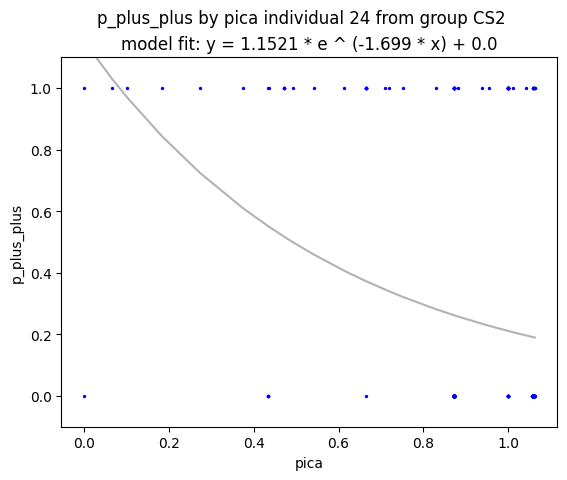 p_plus_plus by pica individual 24 from group CS2
model fit: y = 1.1521 * e ^ (-1.699 * x) + 0.0
1.0
0.8
0.6
0.4
0.2
0.0
p_plus_plus
0.0 0.2 0.4 0.6 0.8 1.0
pica